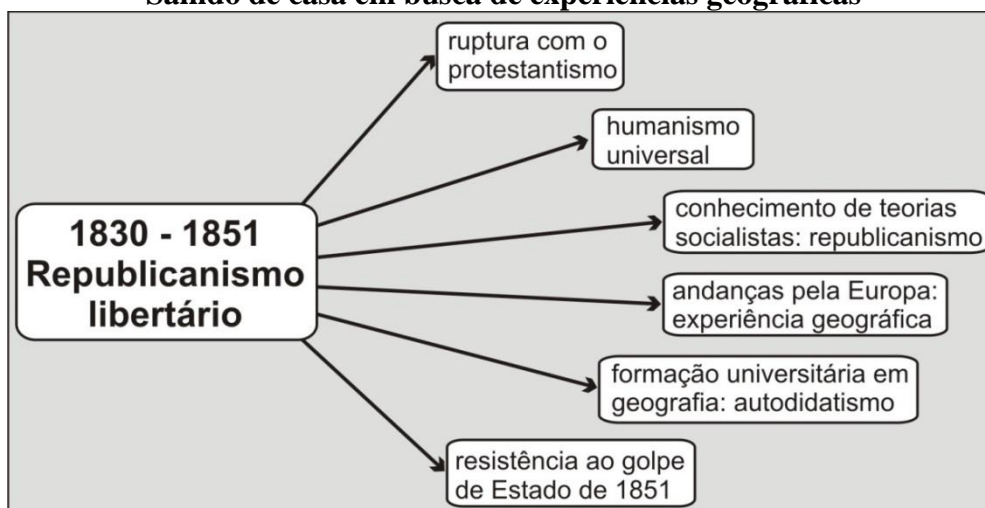 Saindo de casa em busca de experiências geográficas
ruptura com o
protestantismo
humanismo
universal
1830 - 1851
Republicanismo
libertário
conhecimento de teorias
socialistas: republicanismo
andanças pela Europa:
experiência geográfica
formação universitária em
geografia: autodidatismo
resistência ao golpe
de Estado de 1851